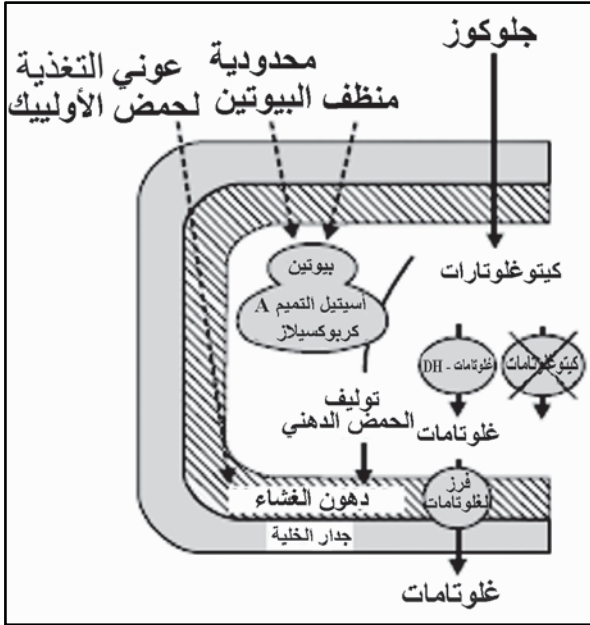 جلوكوز
محدودية
منظف البيوتين
عوني التغذية
لحمض الأولييك
بيوتين
أسيتيل التميم A
كربوكسيلاز
كيتوغلوتارات
غلوتامات - DH
كيتوغلوتامات
توليف
الحمض الدهني
غلوتامات
دهون الغشاء
فرز
لغلوتامات
جدار الخلية
غلوتامات